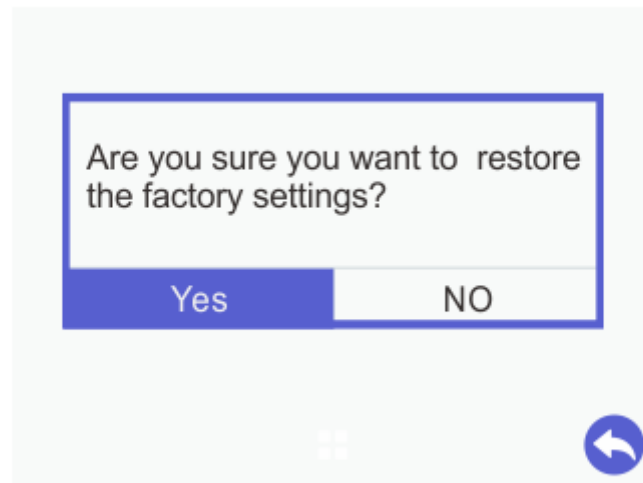 Are you sure you want to  restore
the factory settings?
Yes
NO